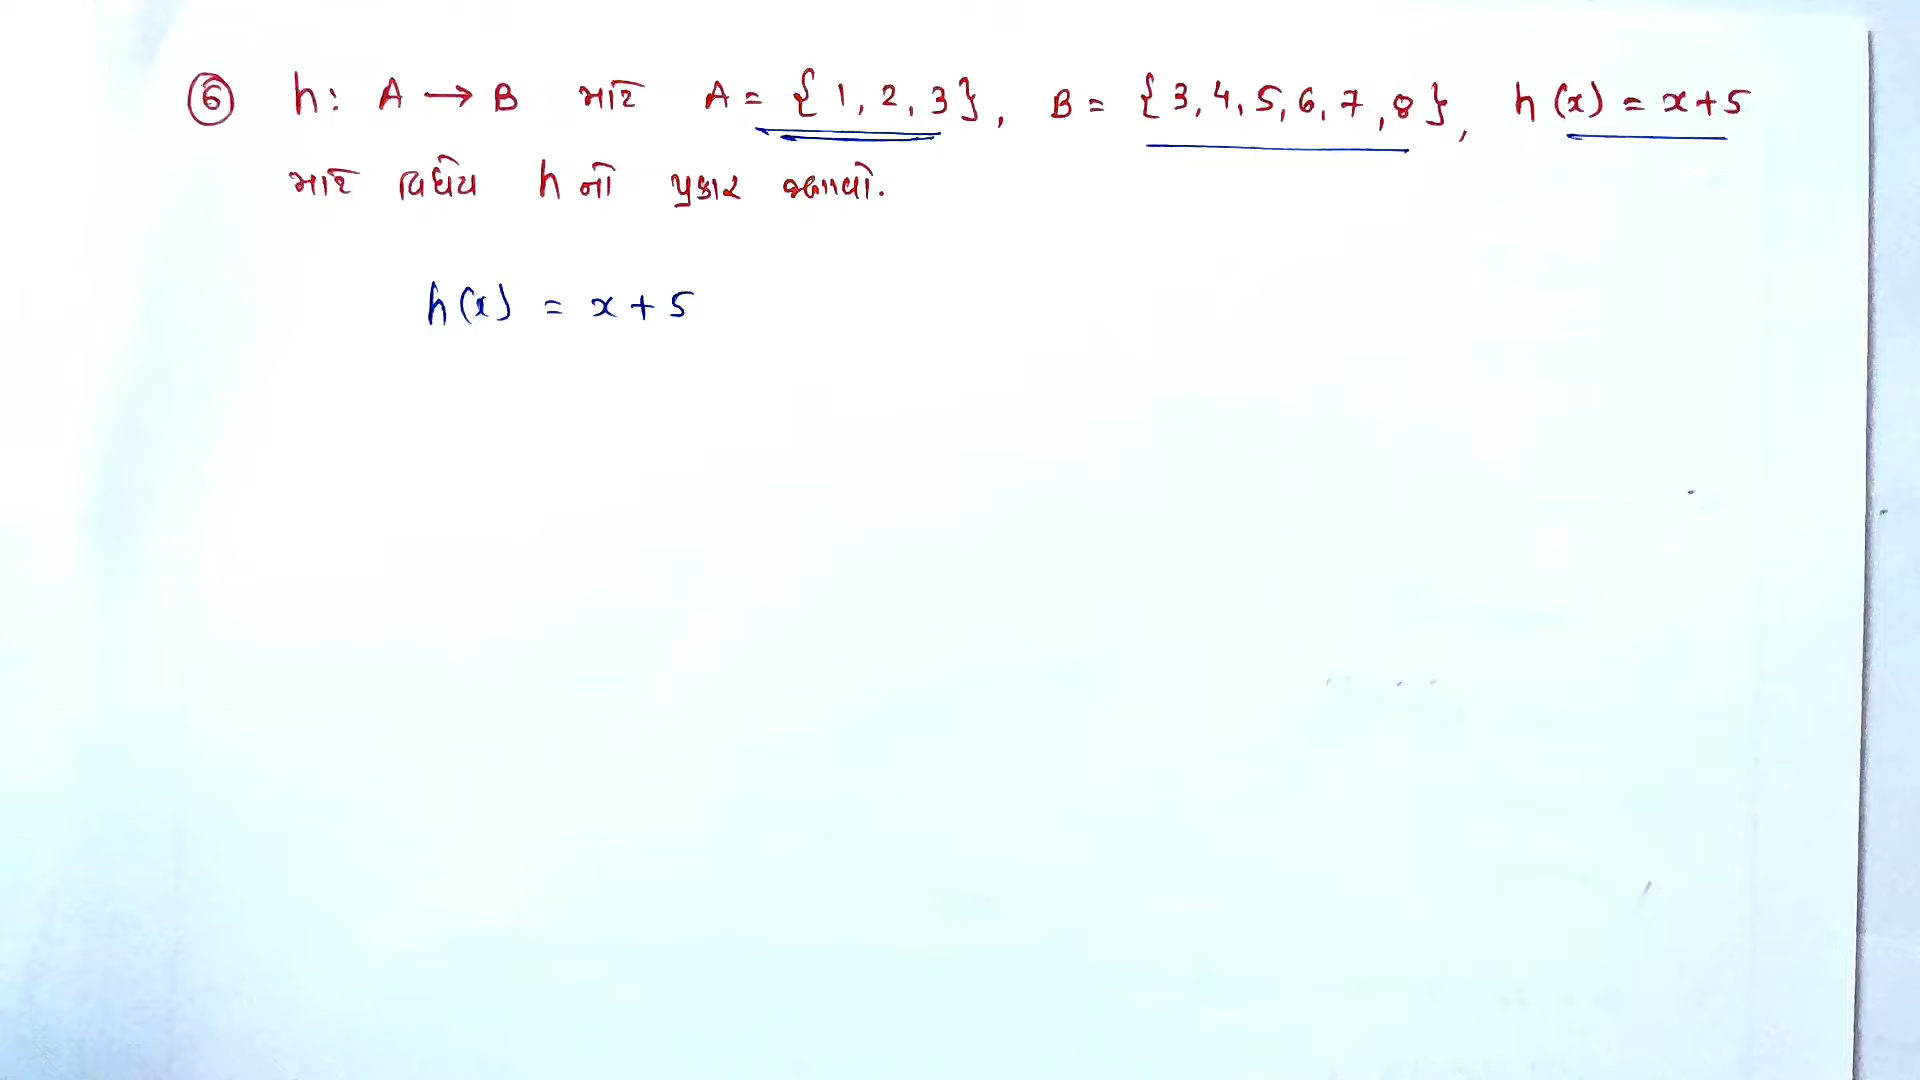 ⑥ h: A → B માટે A = {1, 2, 3}, B = {3, 4, 5, 6, 7, 8}, h(x) = x+5
માટે વિધેય h નો પ્રકાર જણાવો.
h(x) = x + 5